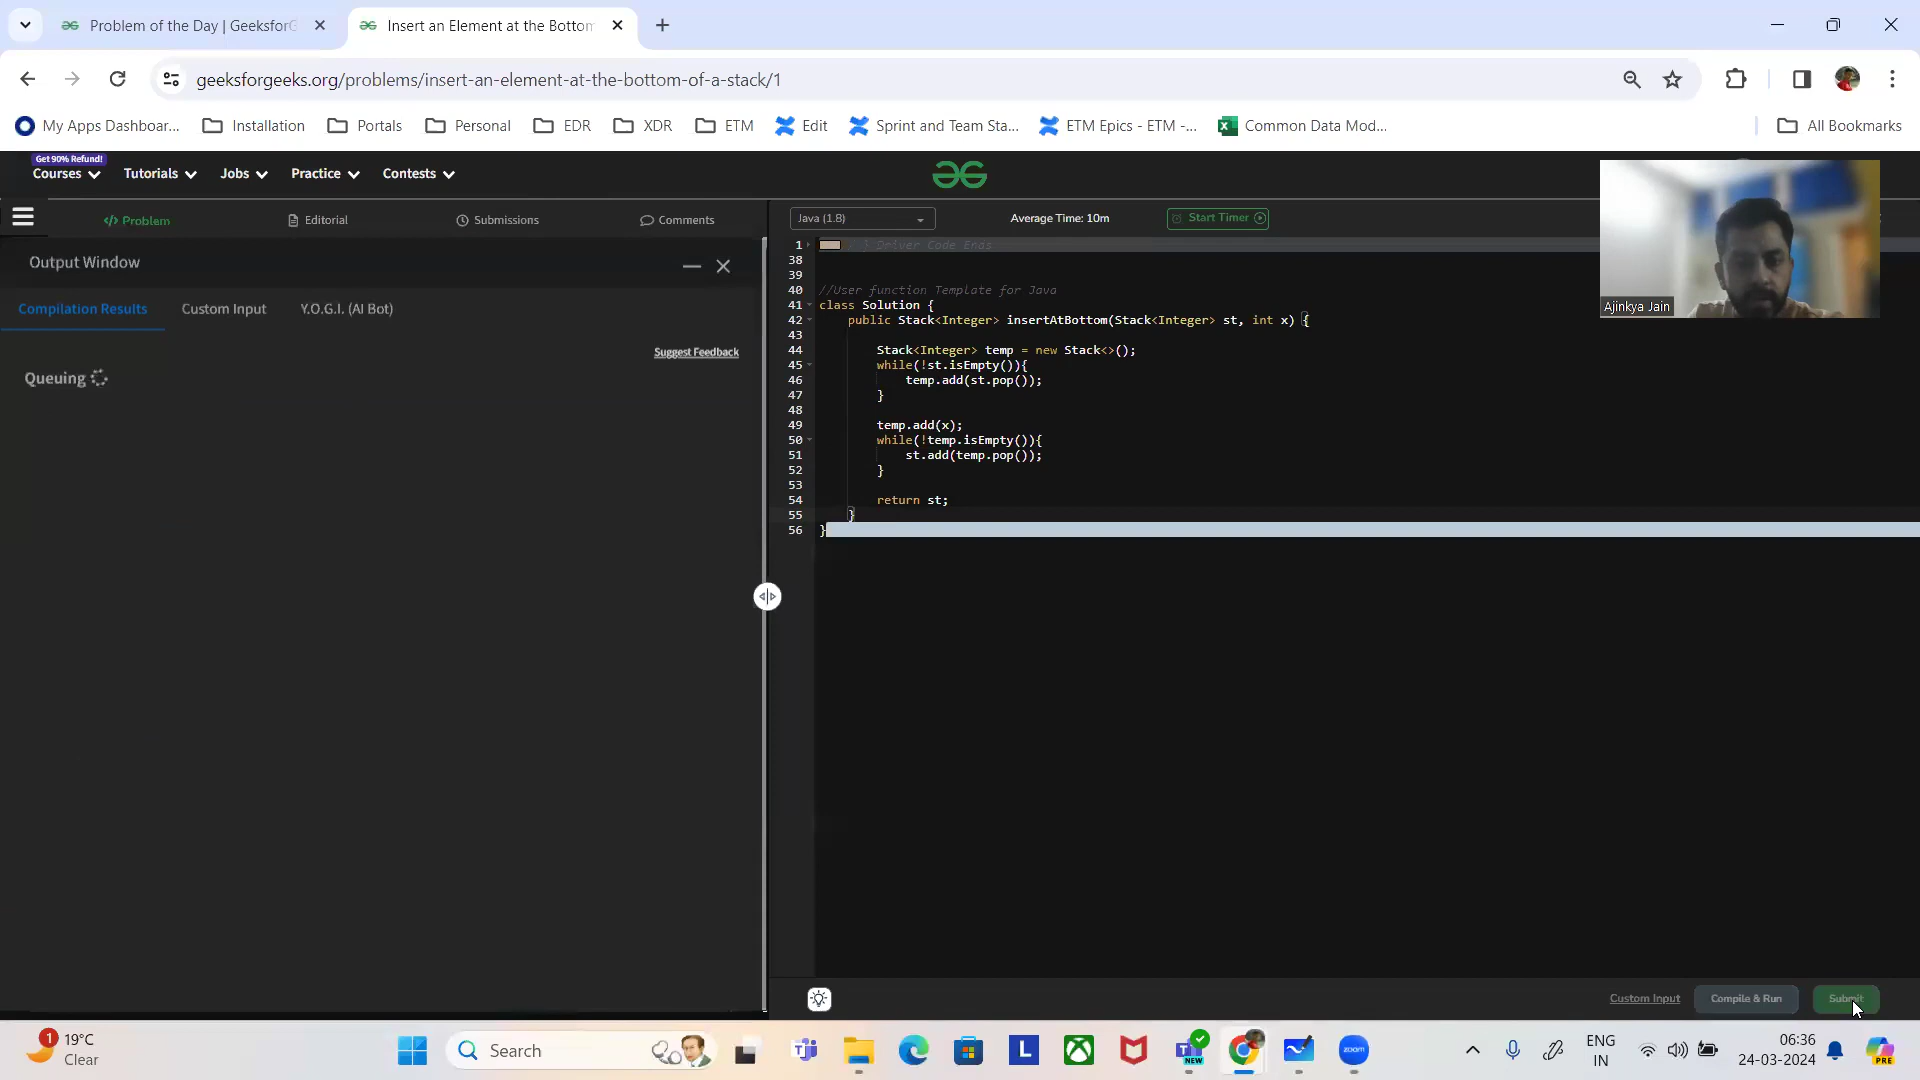 Problem of the Day | GeeksforG
Insert an Element at the Bottom
geeksforgeeks.org/problems/insert-an-element-at-the-bottom-of-a-stack/1
My Apps Dashboar...
Installation
Portals
Personal
EDR
XDR
ETM
Edit
Sprint and Team Sta...
ETM Epics - ETM -...
Common Data Mod...
All Bookmarks
Get 90% Refund!
Courses
Tutorials
Jobs
Practice
Contests
</> Problem
Editorial
Submissions
Comments
Java (1.8)
Average Time: 10m
Start Timer
Output Window
Compilation Results
Custom Input
Y.O.G.I. (AI Bot)
Suggest Feedback
Queuing
1 // } Driver Code Ends
38
39
40 //User function Template for Java
41 class Solution {
42 public Stack<Integer> insertAtBottom(Stack<Integer> st, int x) {
43
44 Stack<Integer> temp = new Stack<>();
45 while(!st.isEmpty()){
46 temp.add(st.pop());
47 }
48
49 temp.add(x);
50 while(!temp.isEmpty()){
51 st.add(temp.pop());
52 }
53
54 return st;
55 }
56 }
Ajinkya Jain
Custom Input
Compile & Run
Submit
1
19°C
Clear
Search
L
NEW
zoom
ENG
IN
06:36
24-03-2024
PRE